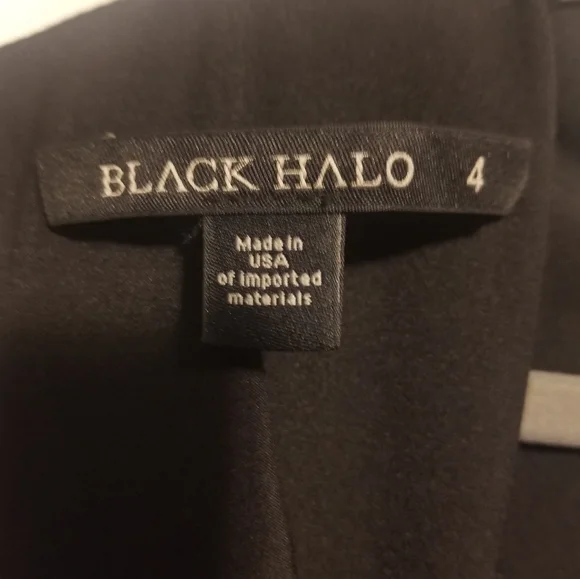 BLACK HALO 4
Made in
USA
of imported
materials